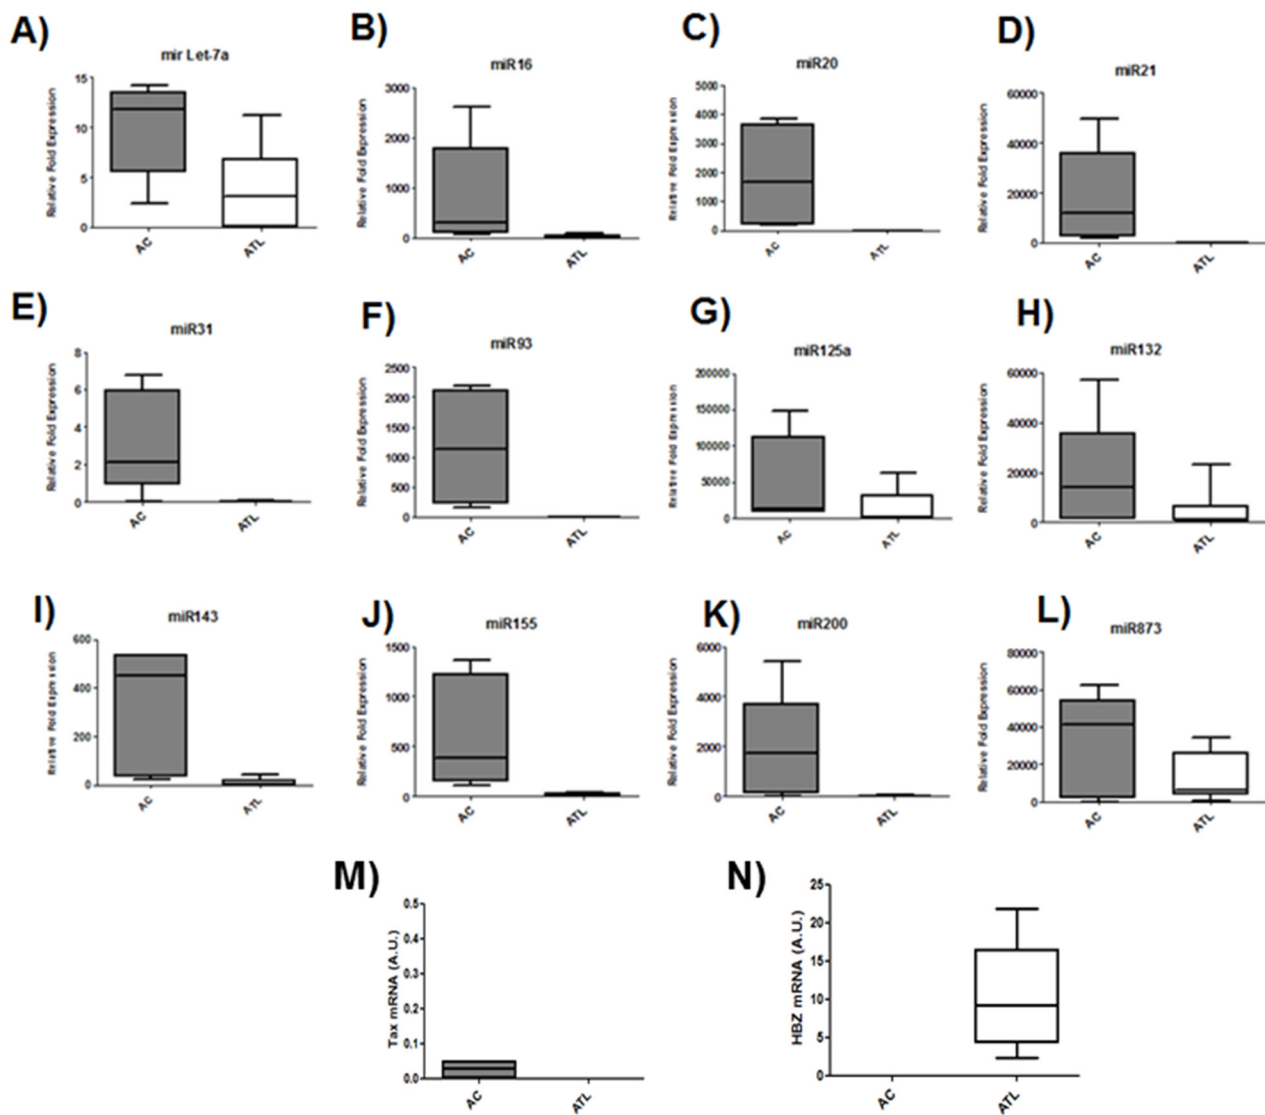 A)
mir Let-7a
Relative Fold Expression
15
10
5
0
AC
ATL
B)
miR16
Relative Fold Expression
3000
2000
1000
0
AC
ATL
C)
miR20
Relative Fold Expression
5000
4000
3000
2000
1000
0
AC
ATL
D)
miR21
Relative Fold Expression
60000
40000
20000
0
AC
ATL
E)
miR31
Relative Fold Expression
8
6
4
2
0
AC
ATL
F)
miR93
Relative Fold Expression
2500
2000
1500
1000
500
0
AC
ATL
G)
miR125a
Relative Fold Expression
200000
150000
100000
50000
0
AC
ATL
H)
miR132
Relative Fold Expression
60000
40000
20000
0
AC
ATL
I)
miR143
Relative Fold Expression
600
400
200
0
AC
ATL
J)
miR155
Relative Fold Expression
1500
1000
500
0
AC
ATL
K)
miR200
Relative Fold Expression
6000
4000
2000
0
AC
ATL
L)
miR873
Relative Fold Expression
80000
60000
40000
20000
0
AC
ATL
M)
Tax mRNA (A.U.)
0.5
0.4
0.3
0.2
0.1
0.0
AC
ATL
N)
HBZ mRNA (A.U.)
25
20
15
10
5
0
AC
ATL